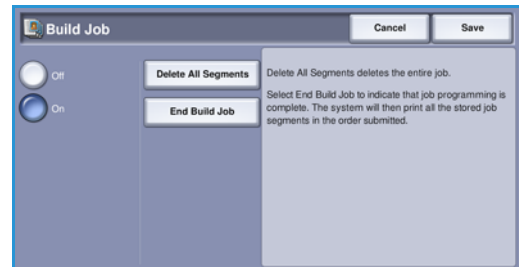 Build Job
Cancel
Save
Off
On
Delete All Segments
End Build Job
Delete All Segments deletes the entire job.
Select End Build Job to indicate that job programming is
complete. The system will then print all the stored job
segments in the order submitted.